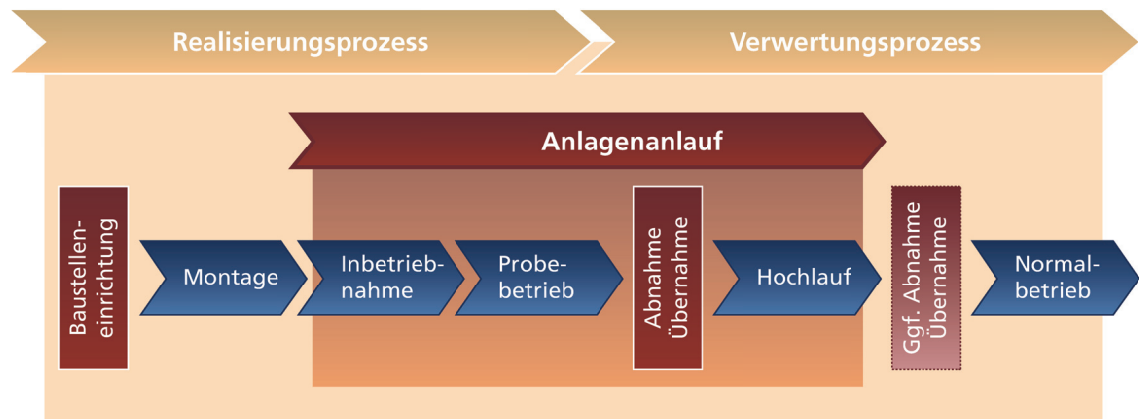 Realisierungsprozess
Verwertungsprozess
Anlagenanlauf
Baustellen-
einrichtung
Montage
Inbetrieb-
nahme
Probe-
betrieb
Abnahme
Übernahme
Hochlauf
Ggf. Abnahme
Übernahme
Normal-
betrieb